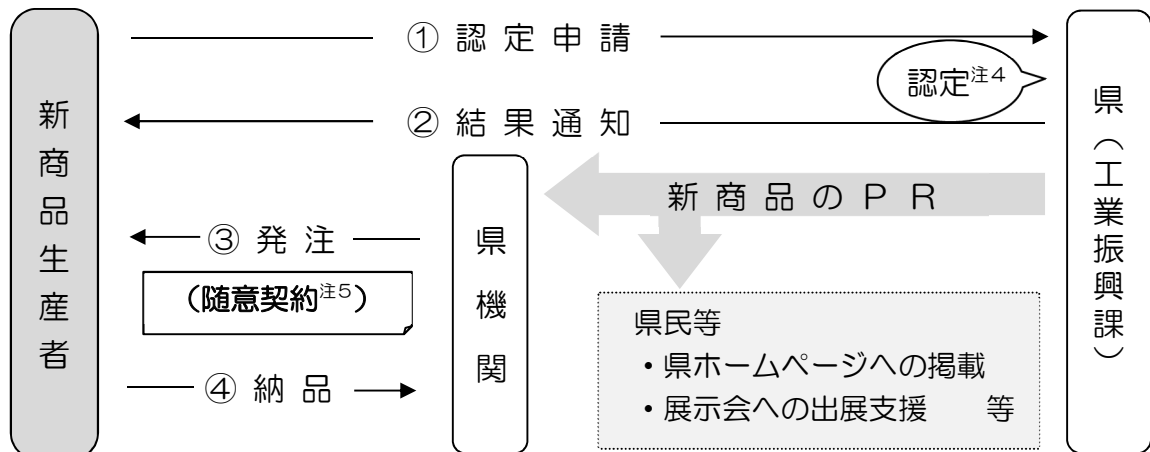 新商品生産者
① 認定申請
認定注4
② 結果通知
県（工業振興課）
新商品のＰＲ
県機関
③ 発注
（随意契約注5）
④ 納品
県民等
・県ホームページへの掲載
・展示会への出展支援　等